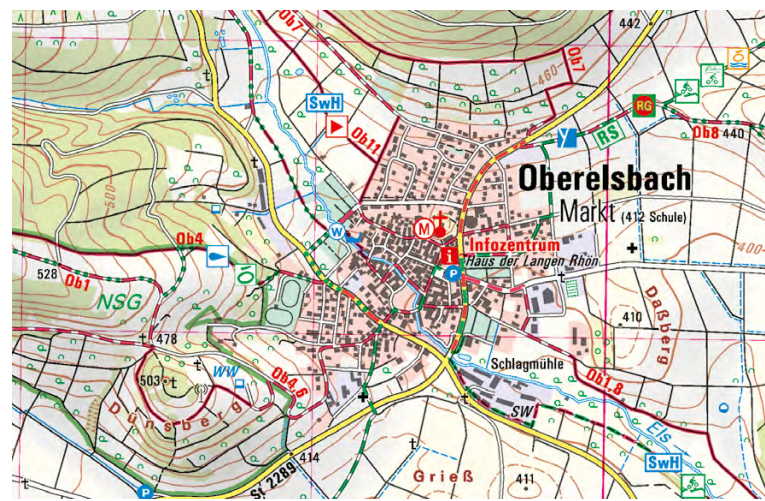 Ob7
442
Ob7
460
SwH
Ob11
RG
RS
Ob8
440
Oberelsbach
Markt (412 Schule)
500
W
M
Infozentrum
i
Haus der Langen Rhön
P
400
Ob4
528
Ob1
NSG
478
410
Daßberg
Schlagmühle
503
WW
Ob4,6
Ob1,8
Dünsberg
SW
Els
SwH
414
St 2289
P
Grieß
411